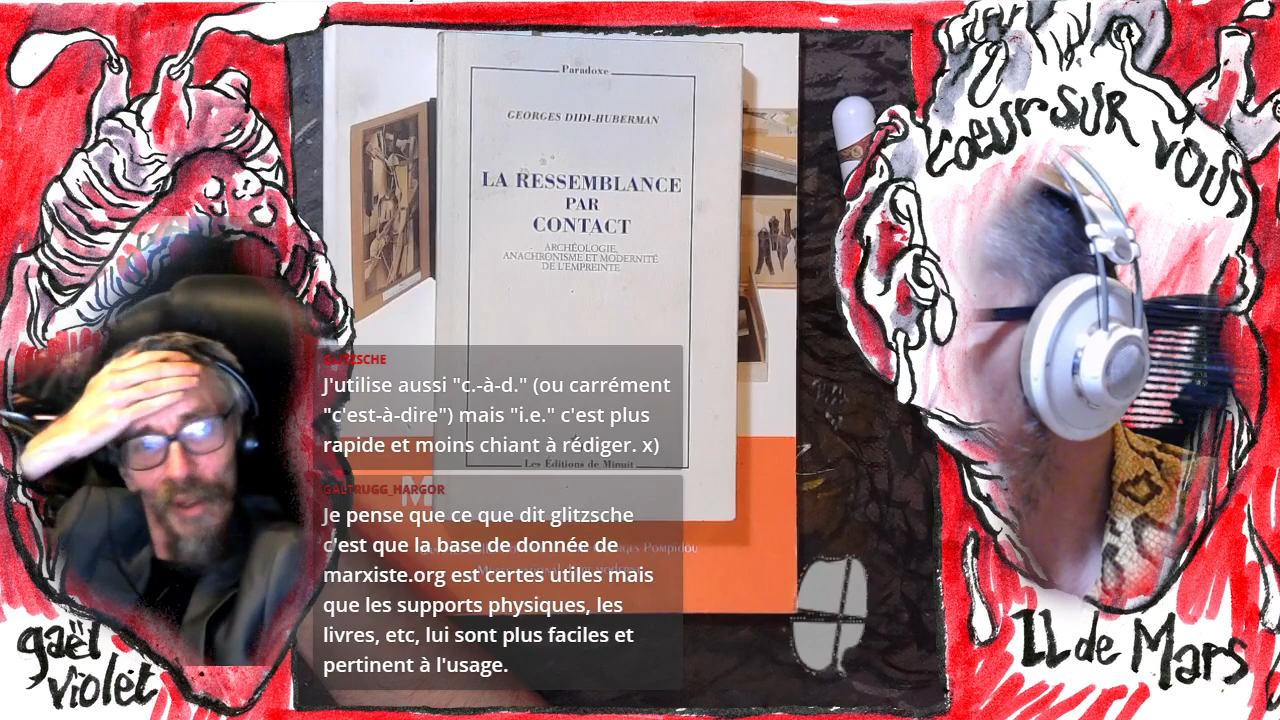 Paradoxe
GEORGES DIDI-HUBERMAN
LA RESSEMBLANCE
PAR
CONTACT
ARCHÉOLOGIE,
ANACHRONISME ET MODERNITÉ
DE L'EMPREINTE
GLITZSCHE
J'utilise aussi "c.-à-d." (ou carrément
"c'est-à-dire") mais "i.e." c'est plus
rapide et moins chiant à rédiger. x)
Les Éditions de Minuit
GALTRUGG_HARGOR
Je pense que ce que dit glitzsche
c'est que la base de donnée de
marxiste.org est certes utiles mais
que les supports physiques, les
livres, etc, lui sont plus faciles et
pertinent à l'usage.
Georges Pompidou
cœur SUR VOUS
gaël
violet
LL de Mars